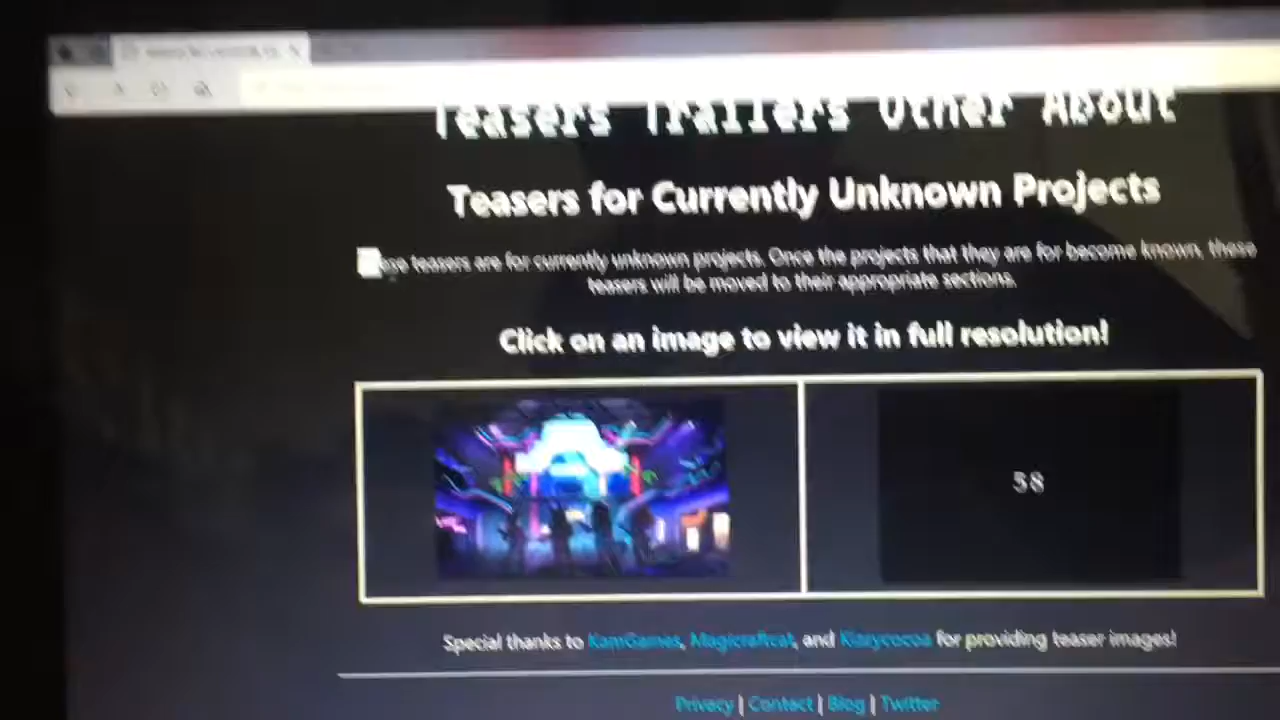 Teasers Trailers Other About
Teasers for Currently Unknown Projects
teasers are for currently unknown projects. Once the projects that they are for become known, these
teasers will be moved to their appropriate sections.
Click on an image to view it in full resolution!
58
Special thanks to KamGames, Magicraftcat, and Kizzycocoa for providing teaser images!
Privacy | Contact | Blog | Twitter